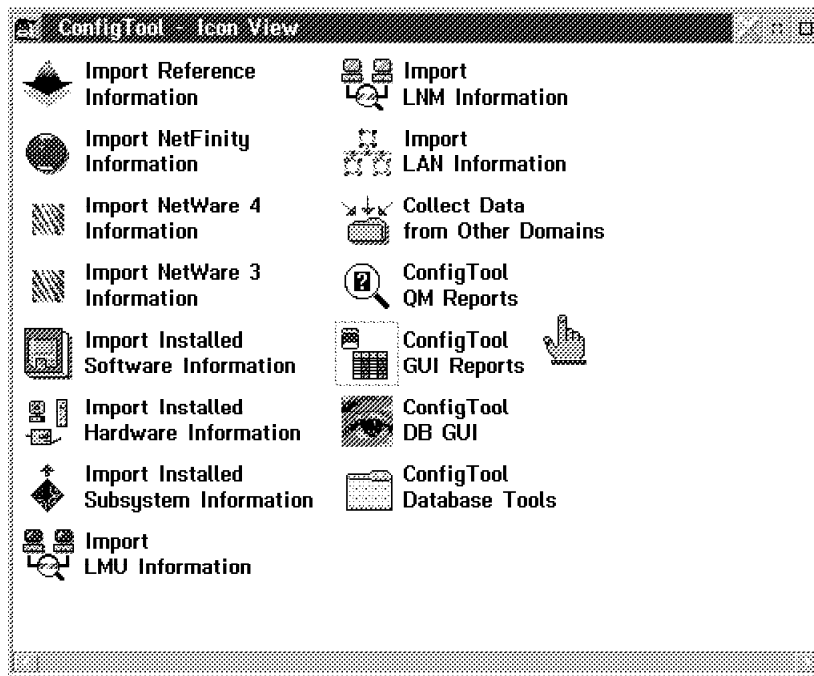 ConfigTool - Icon View
Import Reference
Information
Import NetFinity
Information
Import NetWare 4
Information
Import NetWare 3
Information
Import Installed
Software Information
Import Installed
Hardware Information
Import Installed
Subsystem Information
Import
LMU Information
Import
LNM Information
Import
LAN Information
Collect Data
from Other Domains
ConfigTool
QM Reports
ConfigTool
GUI Reports
ConfigTool
DB GUI
ConfigTool
Database Tools